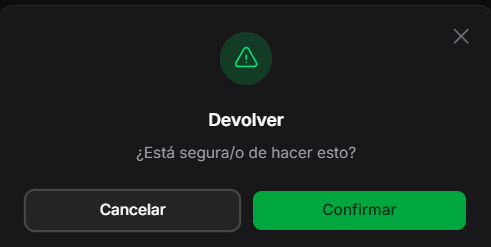 Devolver
¿Está segura/o de hacer esto?
Cancelar
Confirmar